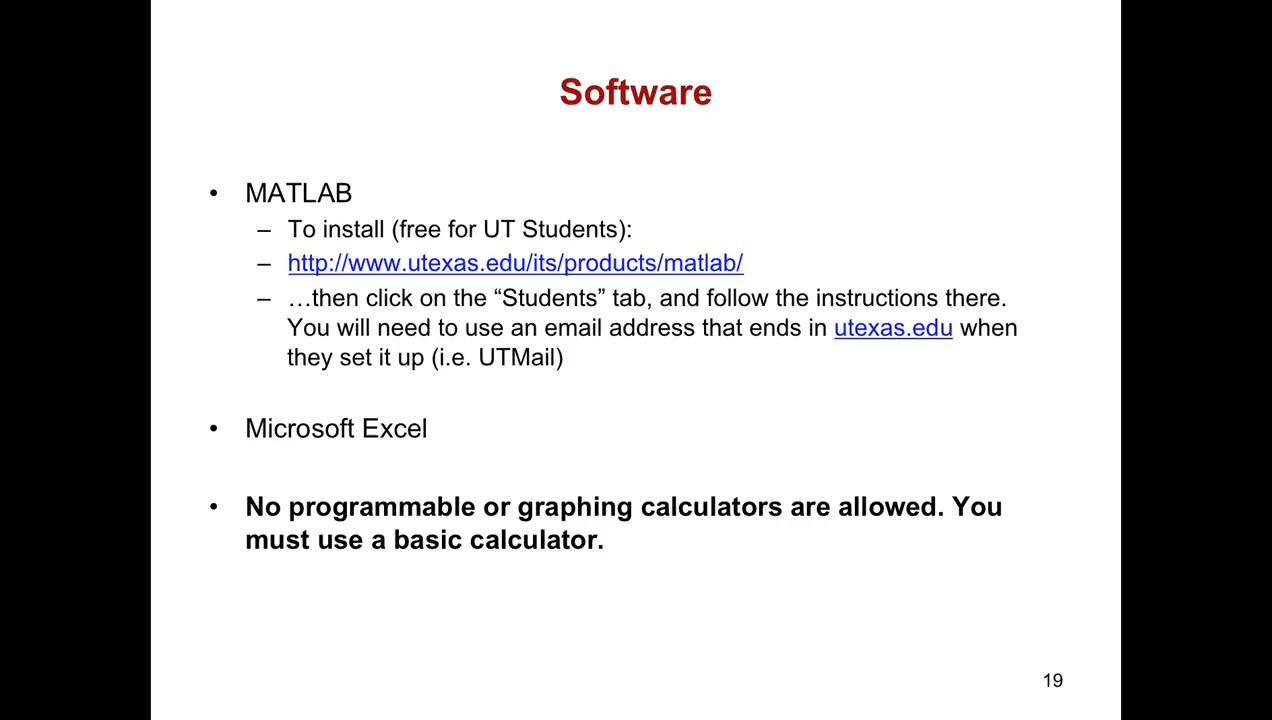 Software
• MATLAB
– To install (free for UT Students):
– http://www.utexas.edu/its/products/matlab/
– …then click on the “Students” tab, and follow the instructions there.
You will need to use an email address that ends in utexas.edu when
they set it up (i.e. UTMail)
• Microsoft Excel
• No programmable or graphing calculators are allowed. You
must use a basic calculator.
19